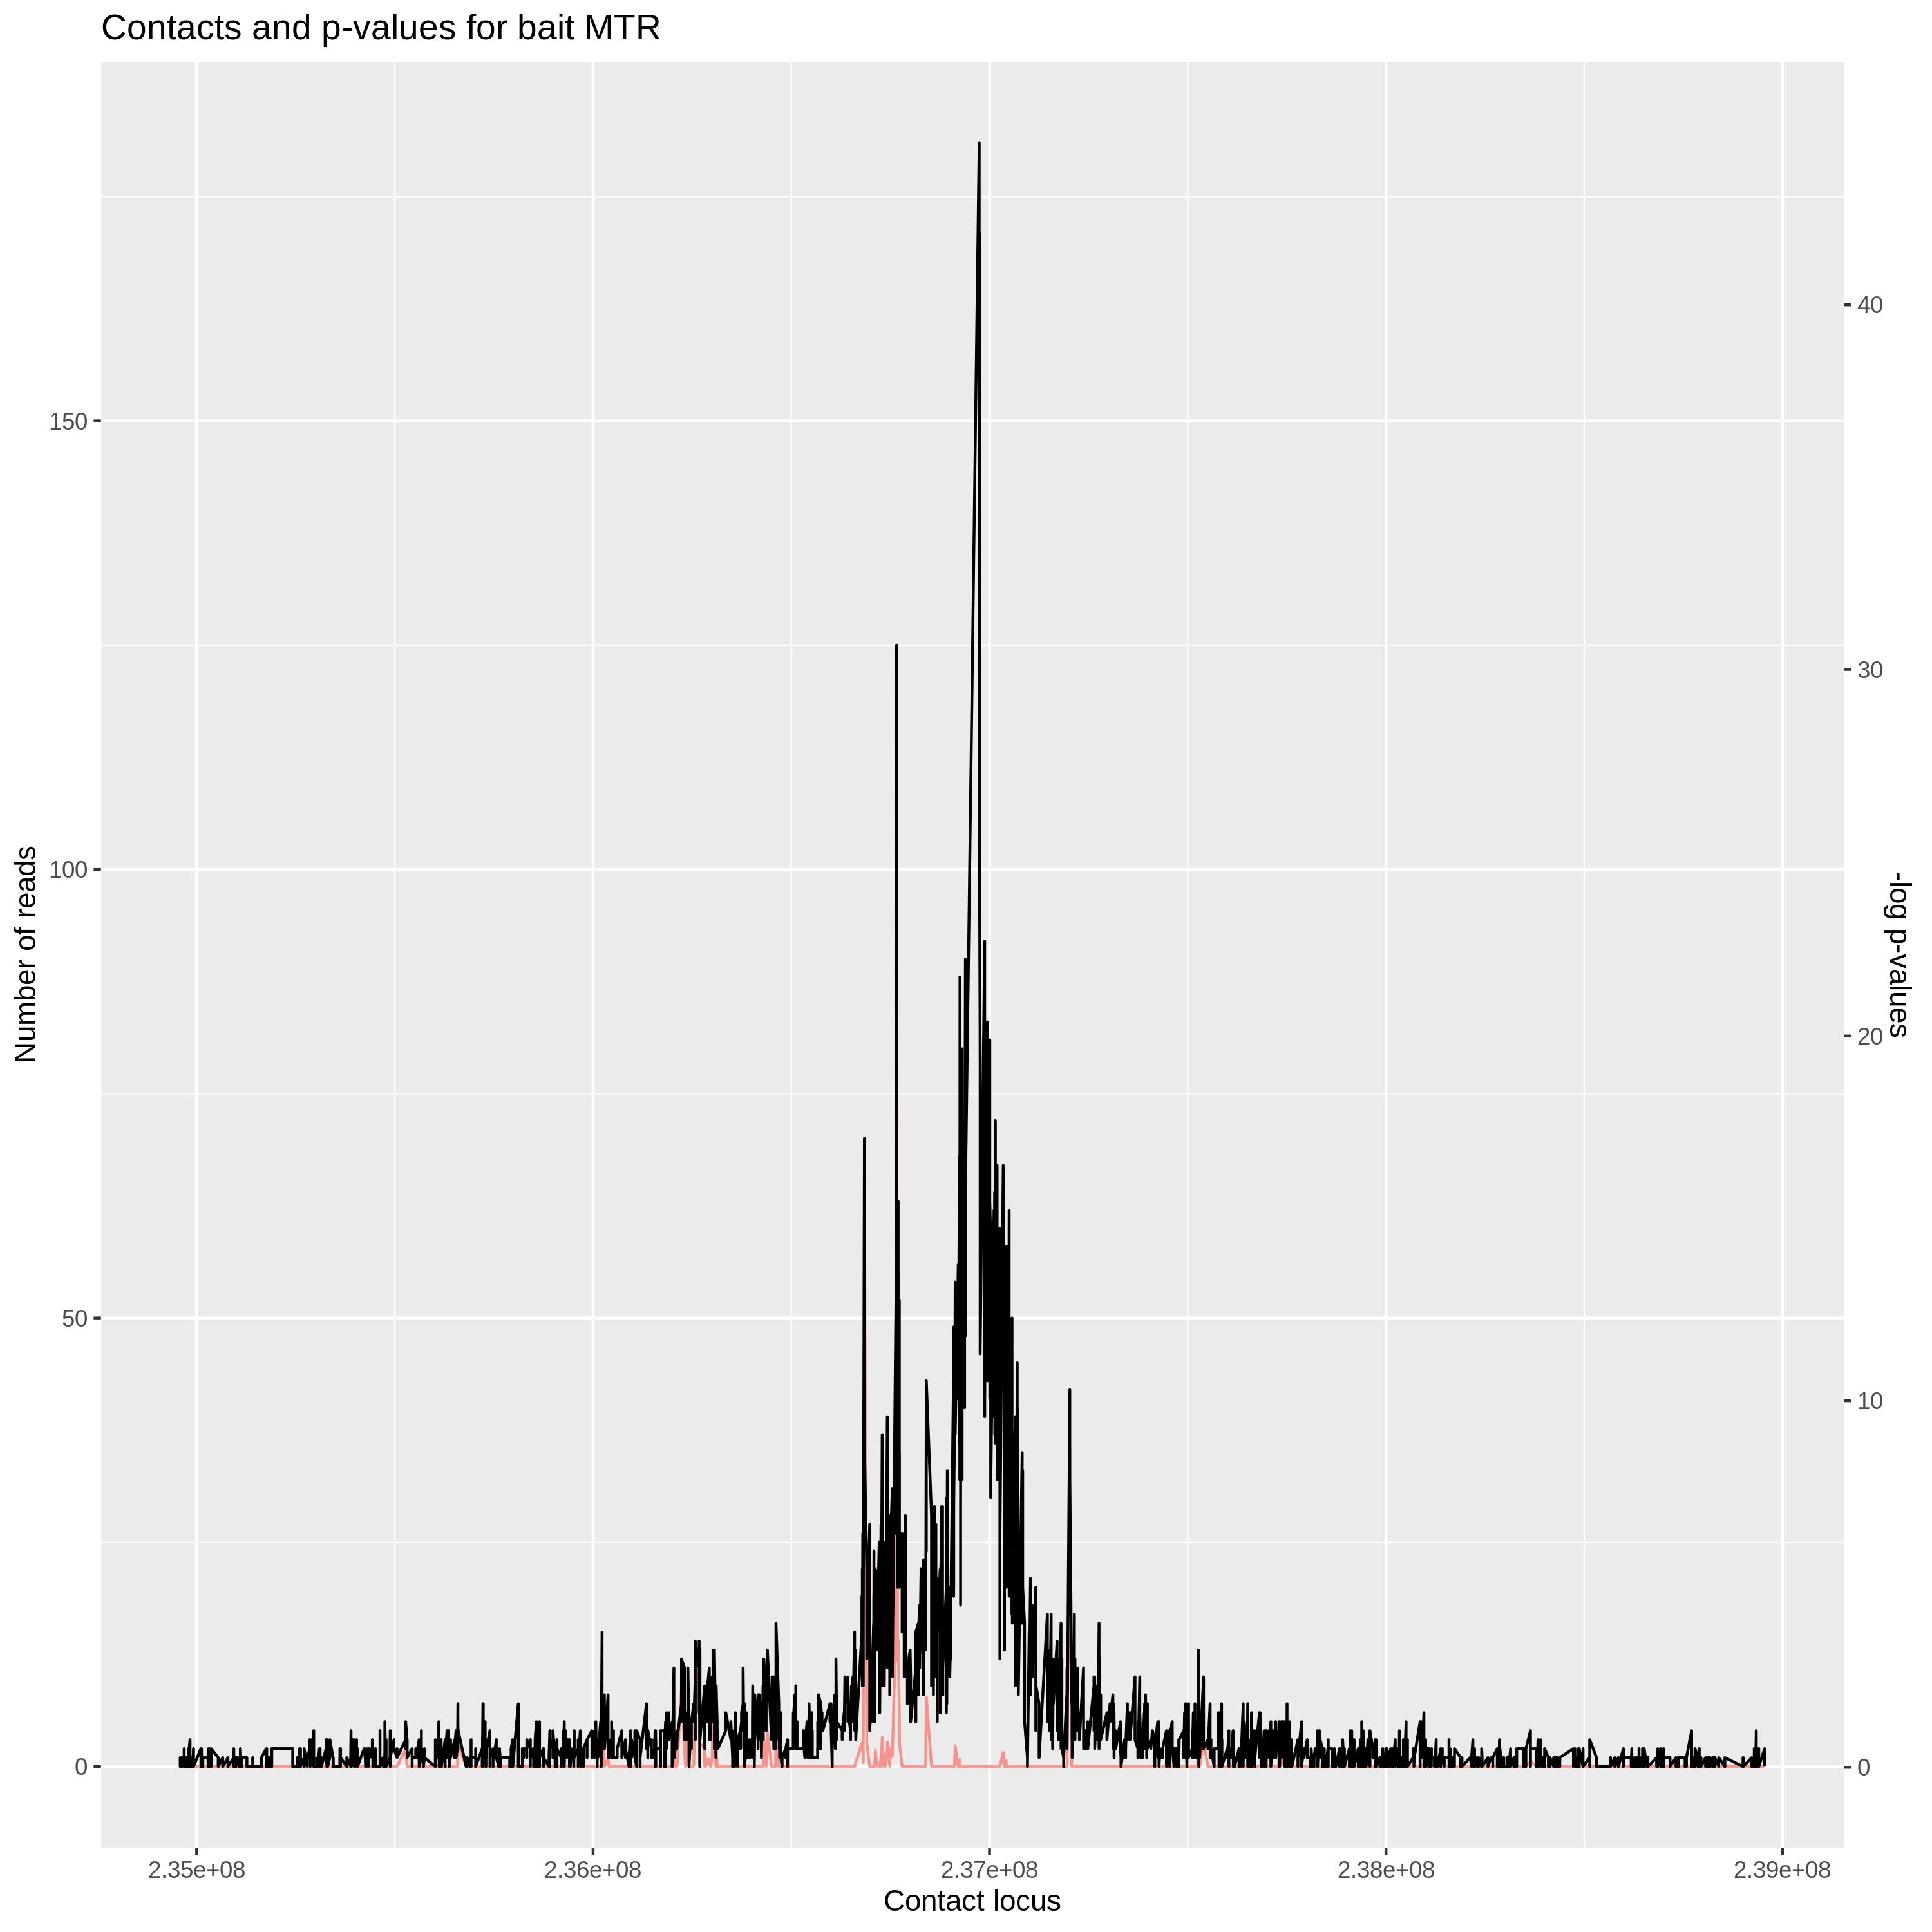 Contacts and p-values for bait MTR
Number of reads
150
100
50
0
40
30
20
10
0
-log p-values
2.35e+08 2.36e+08 2.37e+08 2.38e+08 2.39e+08
Contact locus